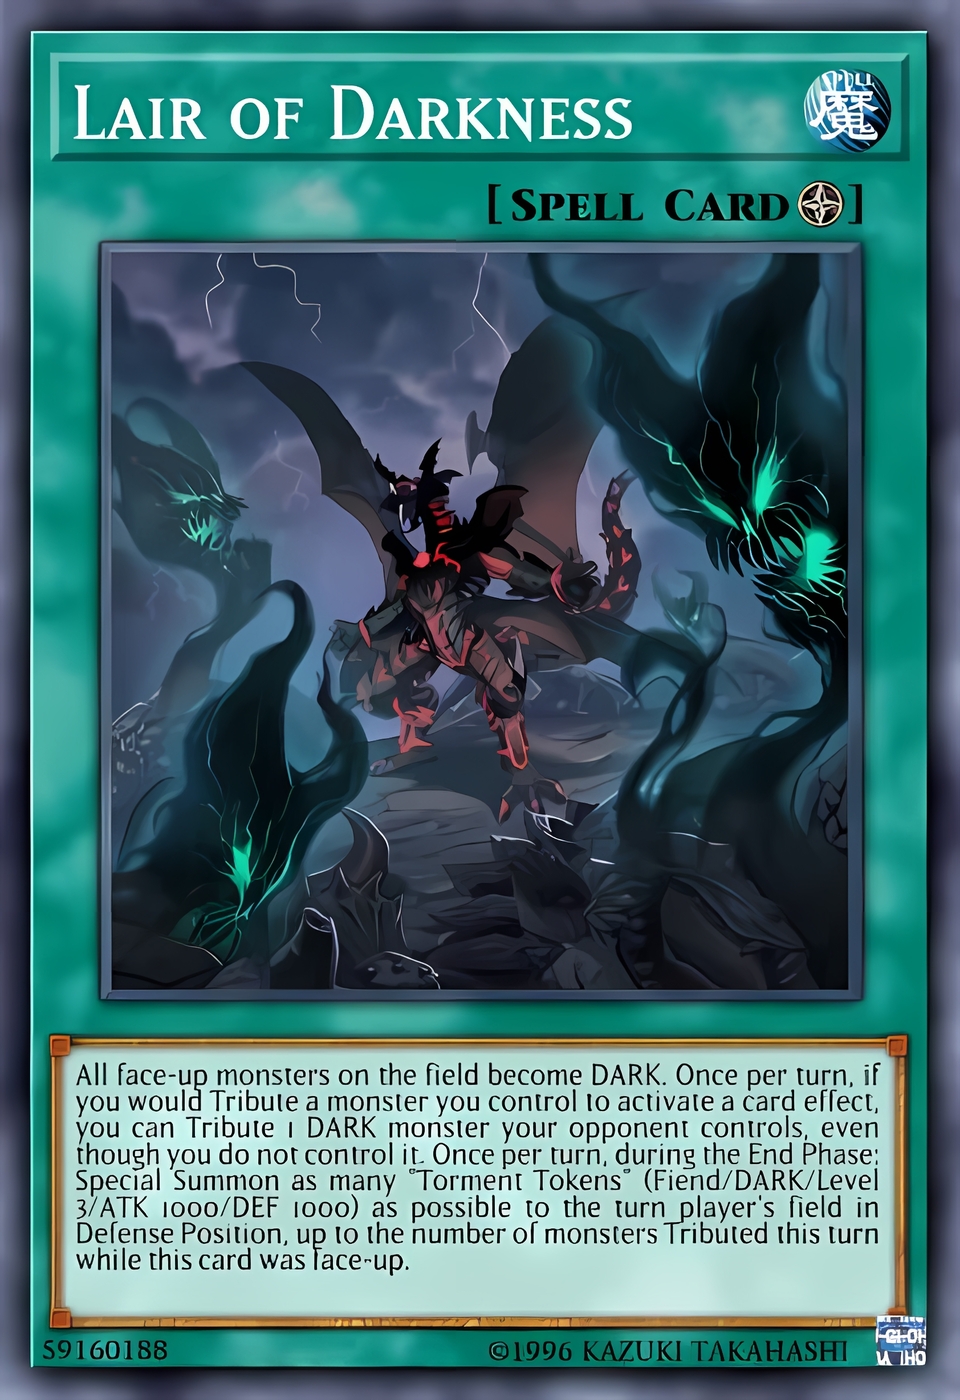 LAIR OF DARKNESS
魔
[SPELL CARD]
All face-up monsters on the field become DARK. Once per turn, if
you would Tribute a monster you control to activate a card effect,
you can Tribute 1 DARK monster your opponent controls, even
though you do not control it. Once per turn, during the End Phase:
Special Summon as many "Torment Tokens" (Fiend/DARK/Level
3/ATK 1000/DEF 1000) as possible to the turn player's field in
Defense Position, up to the number of monsters Tributed this turn
while this card was face-up.
59160188
©1996 KAZUKI TAKAHASHI